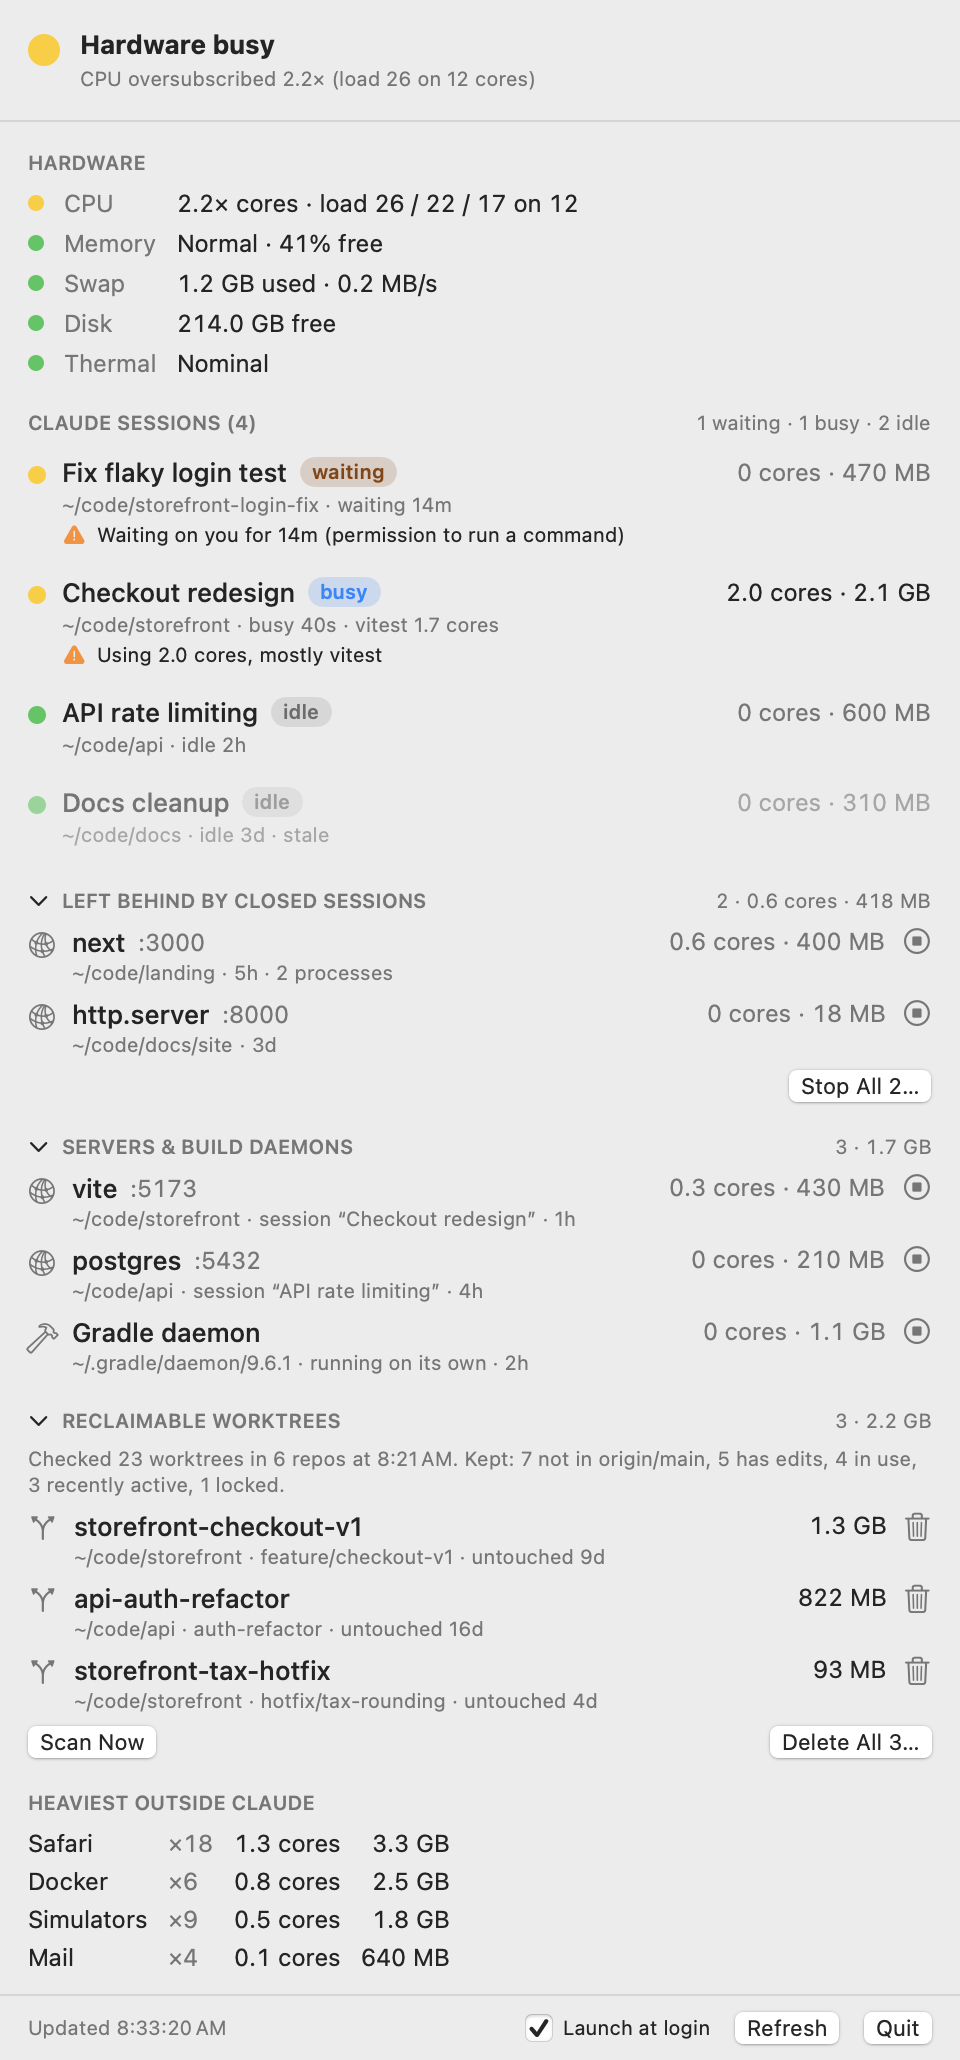 Hardware busy
CPU oversubscribed 2.2× (load 26 on 12 cores)
HARDWARE
CPU 2.2× cores · load 26 / 22 / 17 on 12
Memory Normal · 41% free
Swap 1.2 GB used · 0.2 MB/s
Disk 214.0 GB free
Thermal Nominal
CLAUDE SESSIONS (4) 1 waiting · 1 busy · 2 idle
Fix flaky login test waiting 0 cores · 470 MB
~/code/storefront-login-fix · waiting 14m
Waiting on you for 14m (permission to run a command)
Checkout redesign busy 2.0 cores · 2.1 GB
~/code/storefront · busy 40s · vitest 1.7 cores
Using 2.0 cores, mostly vitest
API rate limiting idle 0 cores · 600 MB
~/code/api · idle 2h
Docs cleanup idle 0 cores · 310 MB
~/code/docs · idle 3d · stale
LEFT BEHIND BY CLOSED SESSIONS 2 · 0.6 cores · 418 MB
next :3000 0.6 cores · 400 MB
~/code/landing · 5h · 2 processes
http.server :8000 0 cores · 18 MB
~/code/docs/site · 3d
Stop All 2...
SERVERS & BUILD DAEMONS 3 · 1.7 GB
vite :5173 0.3 cores · 430 MB
~/code/storefront · session “Checkout redesign” · 1h
postgres :5432 0 cores · 210 MB
~/code/api · session “API rate limiting” · 4h
Gradle daemon 0 cores · 1.1 GB
~/.gradle/daemon/9.6.1 · running on its own · 2h
RECLAIMABLE WORKTREES 3 · 2.2 GB
Checked 23 worktrees in 6 repos at 8:21 AM. Kept: 7 not in origin/main, 5 has edits, 4 in use,
3 recently active, 1 locked.
storefront-checkout-v1 1.3 GB
~/code/storefront · feature/checkout-v1 · untouched 9d
api-auth-refactor 822 MB
~/code/api · auth-refactor · untouched 16d
storefront-tax-hotfix 93 MB
~/code/storefront · hotfix/tax-rounding · untouched 4d
Scan Now Delete All 3...
HEAVIEST OUTSIDE CLAUDE
Safari ×18 1.3 cores 3.3 GB
Docker ×6 0.8 cores 2.5 GB
Simulators ×9 0.5 cores 1.8 GB
Mail ×4 0.1 cores 640 MB
Updated 8:33:20 AM Launch at login Refresh Quit